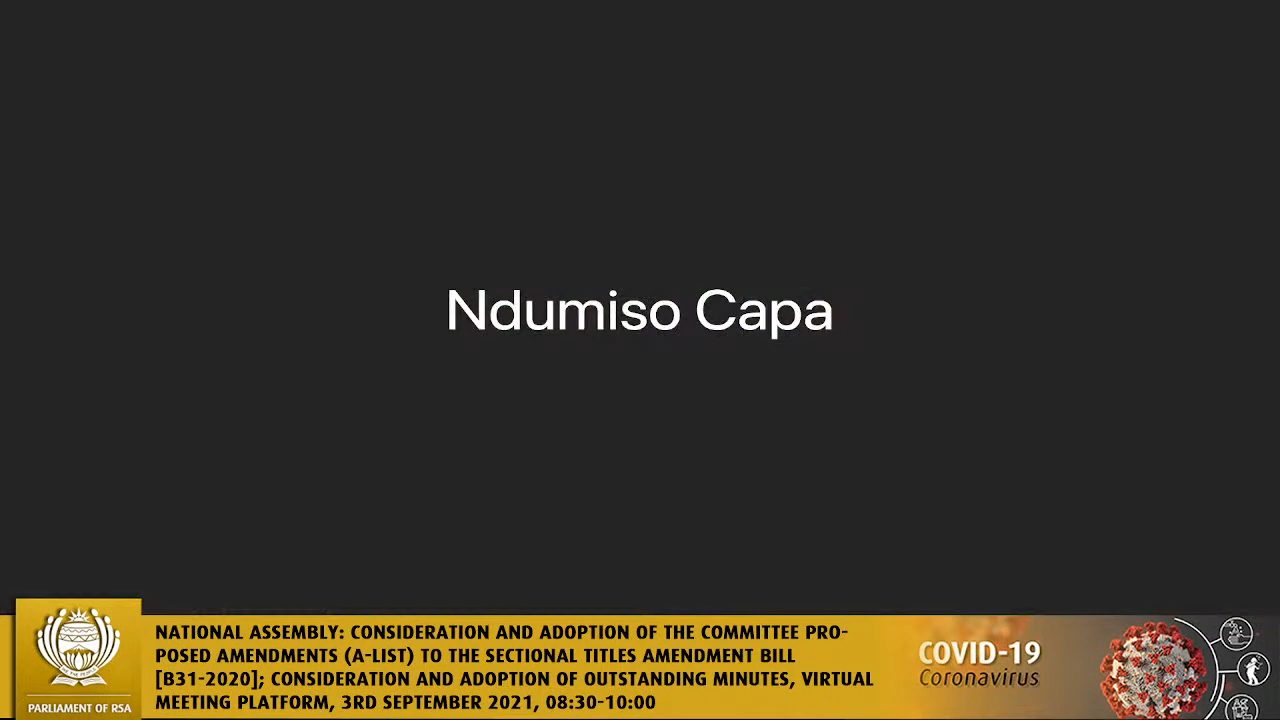 Ndumiso Capa
NATIONAL ASSEMBLY: CONSIDERATION AND ADOPTION OF THE COMMITTEE PRO-
POSED AMENDMENTS (A-LIST) TO THE SECTIONAL TITLES AMENDMENT BILL
[B31-2020]; CONSIDERATION AND ADOPTION OF OUTSTANDING MINUTES, VIRTUAL
MEETING PLATFORM, 3RD SEPTEMBER 2021, 08:30-10:00
PARLIAMENT OF RSA
COVID-19
Coronavirus